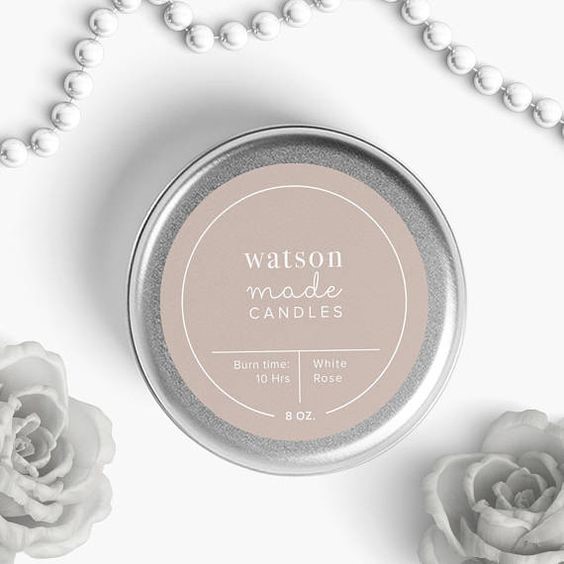 watson
made
CANDLES
Burn time:
10 Hrs
White
Rose
8 OZ.